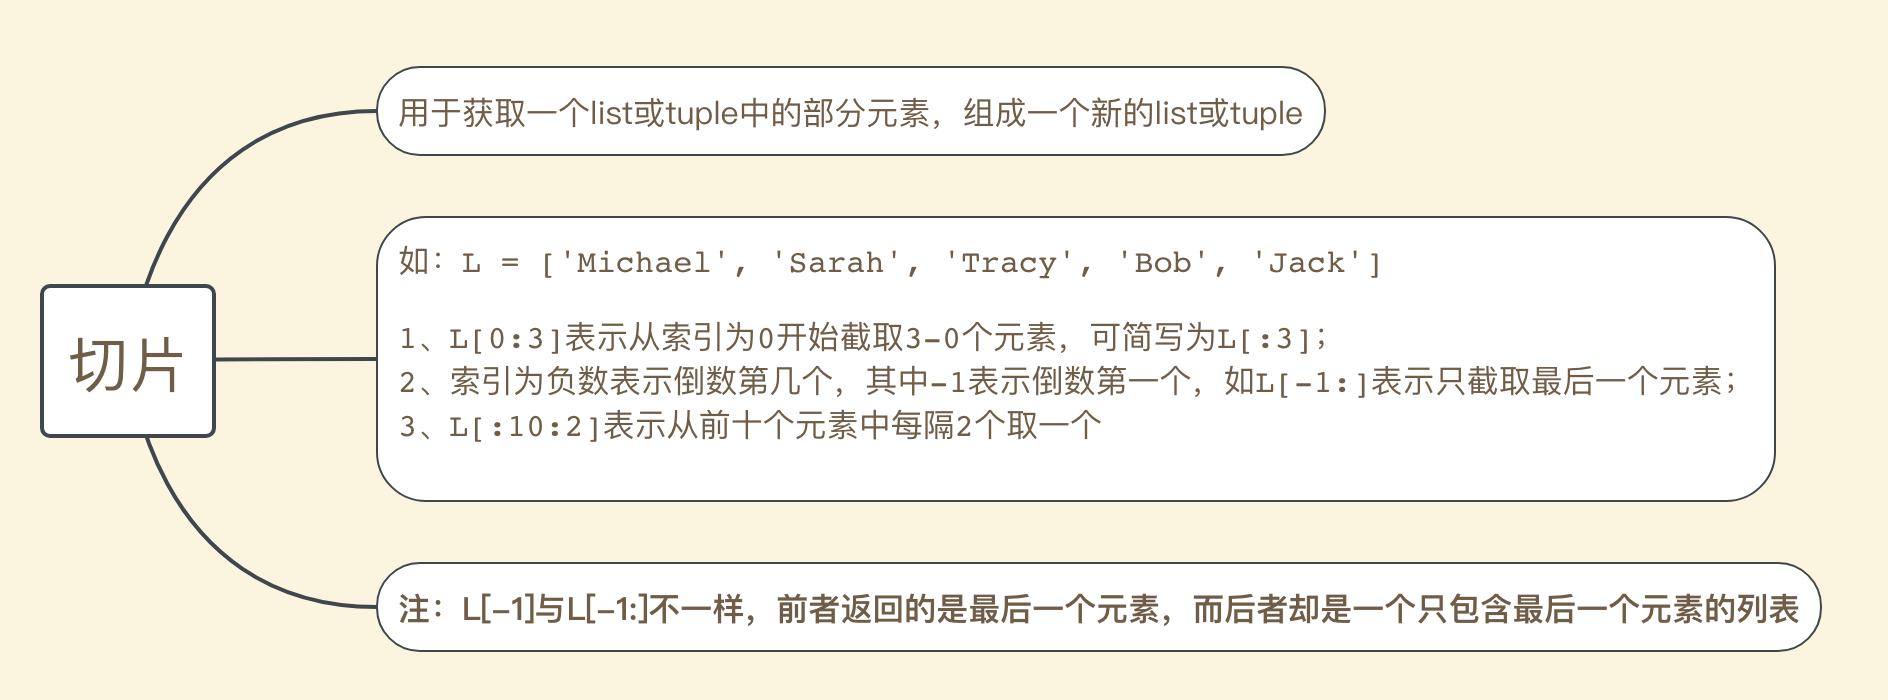 切片
用于获取一个list或tuple中的部分元素，组成一个新的list或tuple
如：L = ['Michael', 'Sarah', 'Tracy', 'Bob', 'Jack']
1、L[0:3]表示从索引为0开始截取3-0个元素，可简写为L[:3]；
2、索引为负数表示倒数第几个，其中-1表示倒数第一个，如L[-1:]表示只截取最后一个元素；
3、L[:10:2]表示从前十个元素中每隔2个取一个
注：L[-1]与L[-1:]不一样，前者返回的是最后一个元素，而后者却是一个只包含最后一个元素的列表